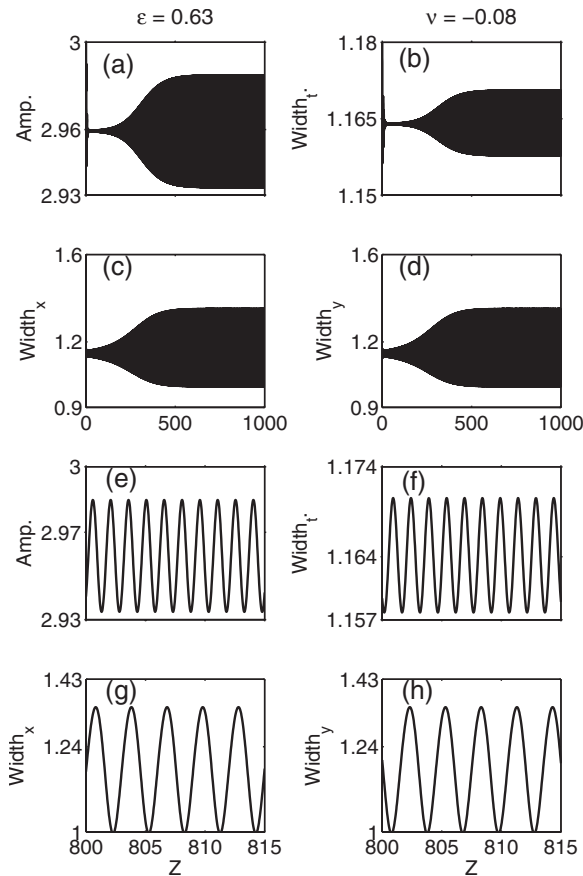 ε = 0.63
ν = −0.08
(a)
Amp.
3
2.96
2.93
(b)
Width_t.
1.18
1.165
1.15
(c)
Width_x
1.6
1.2
0.9
0
500
1000
(d)
Width_y
1.6
1.2
0.9
0
500
1000
(e)
Amp.
3
2.97
2.93
(f)
Width_t.
1.174
1.164
1.157
(g)
Width_x
1.43
1.24
1
800
805
810
815
Z
(h)
Width_y
1.43
1.24
1
800
805
810
815
Z